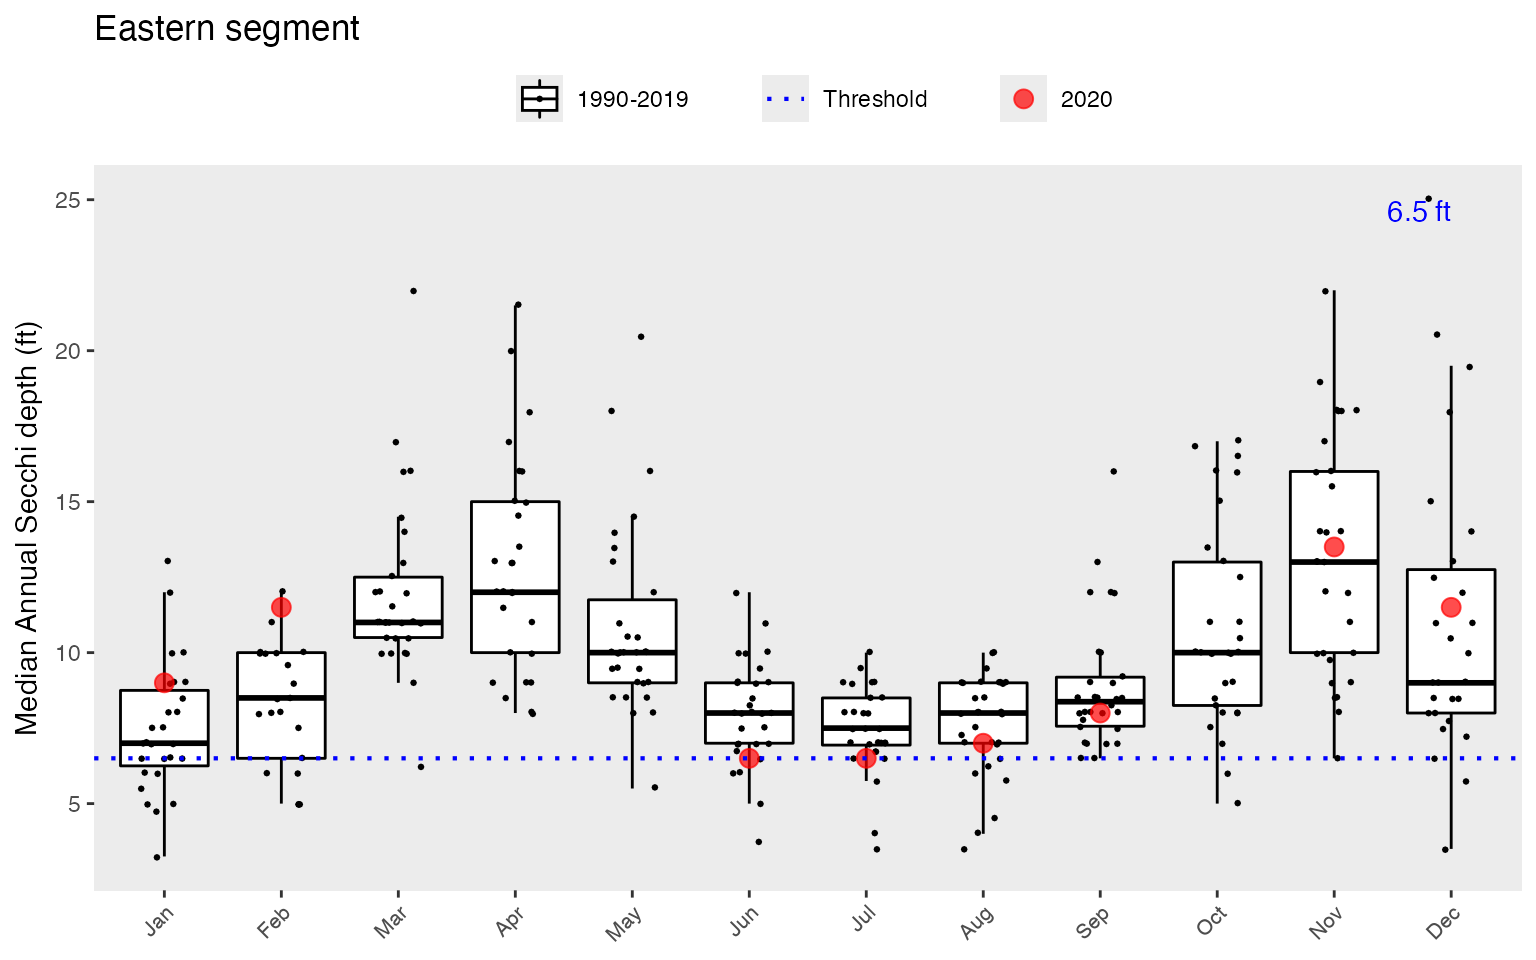 Eastern segment
1990-2019 Threshold 2020
Median Annual Secchi depth (ft)
25
20
15
10
5
6.5 ft
Jan Feb Mar Apr May Jun Jul Aug Sep Oct Nov Dec